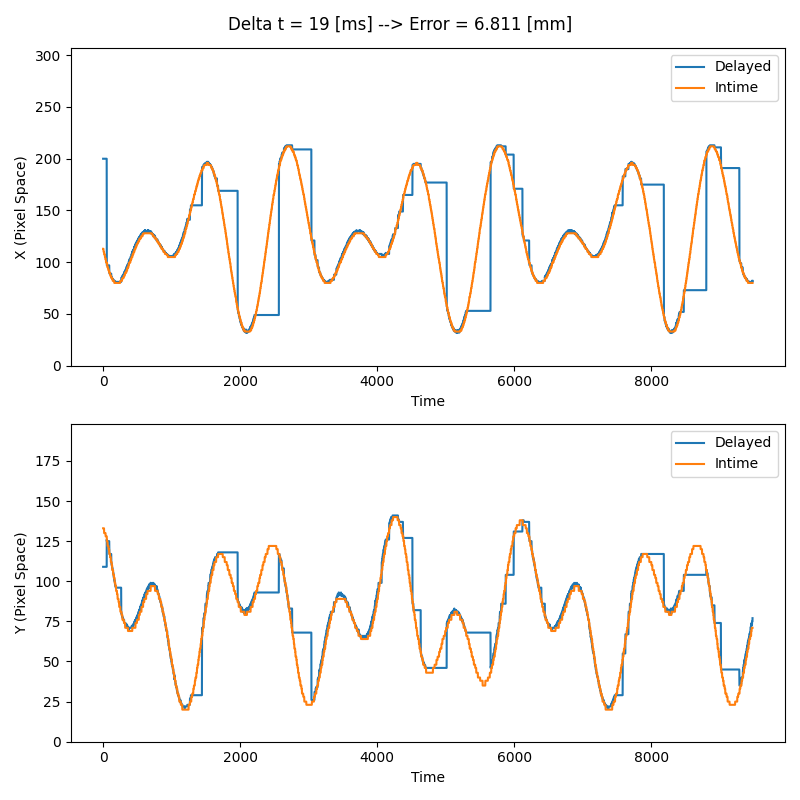 Delta t = 19 [ms] --> Error = 6.811 [mm]
300
250
200
150
100
50
0
X (Pixel Space)
Delayed
Intime
0
2000
4000
6000
8000
Time
175
150
125
100
75
50
25
0
Y (Pixel Space)
Delayed
Intime
0
2000
4000
6000
8000
Time